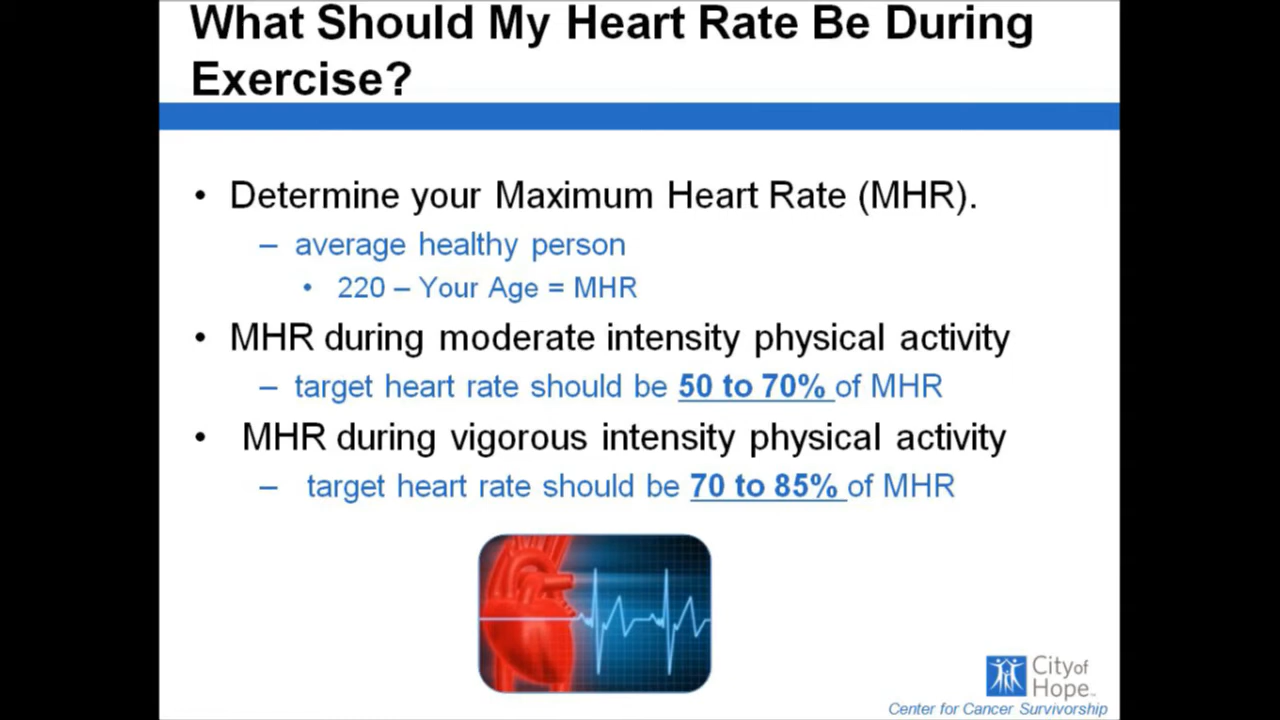 What Should My Heart Rate Be During
Exercise?
• Determine your Maximum Heart Rate (MHR).
– average healthy person
• 220 – Your Age = MHR
• MHR during moderate intensity physical activity
– target heart rate should be 50 to 70% of MHR
• MHR during vigorous intensity physical activity
– target heart rate should be 70 to 85% of MHR
City of
Hope™
Center for Cancer Survivorship